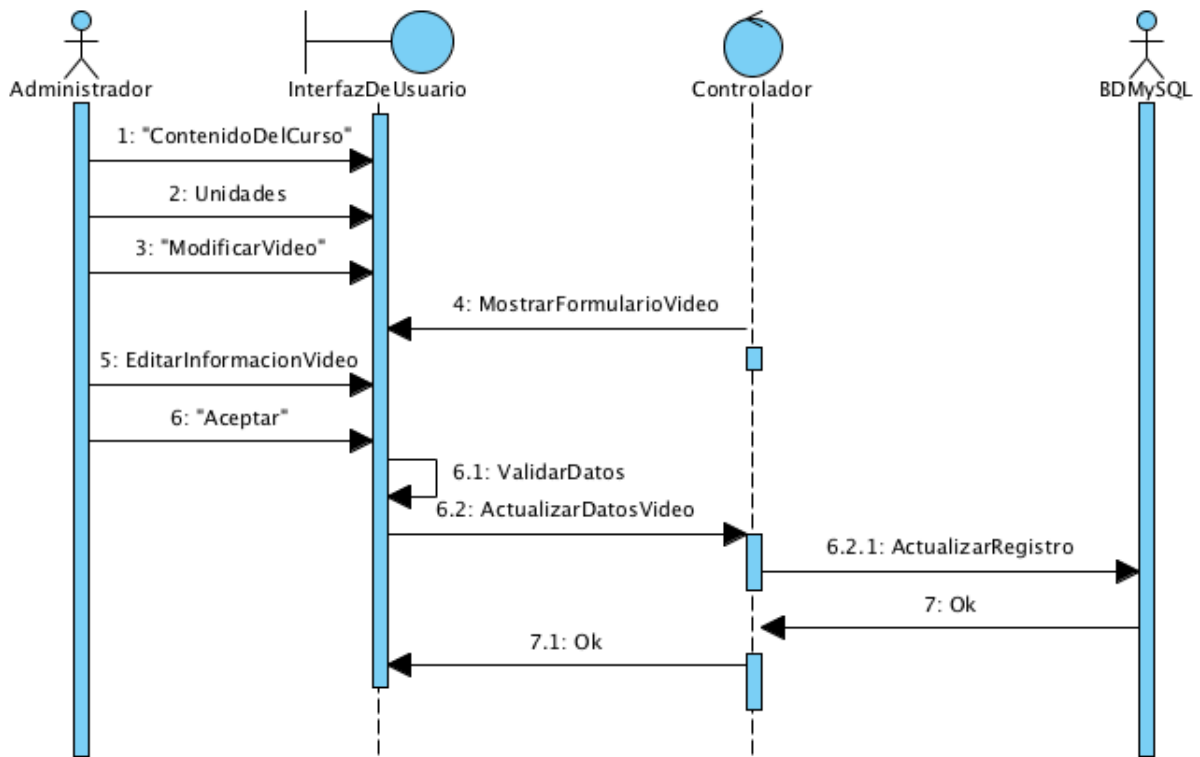 Administrador
InterfazDeUsuario
Controlador
BDMySQL
1: "ContenidoDelCurso"
2: Unidades
3: "ModificarVideo"
4: MostrarFormularioVideo
5: EditarInformacionVideo
6: "Aceptar"
6.1: ValidarDatos
6.2: ActualizarDatosVideo
6.2.1: ActualizarRegistro
7: Ok
7.1: Ok